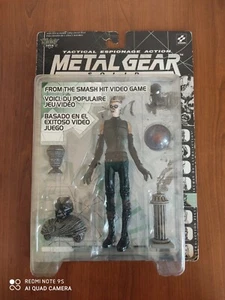 TACTICAL ESPIONAGE ACTION
METAL GEAR
SOLID
FROM THE SMASH HIT VIDEO GAME
VOICI DU POPULAIRE
JEU VIDÉO
BASADO EN EL
EXITOSO VIDEO
JUEGO
REDMI NOTE 9S
AI QUAD CAMERA